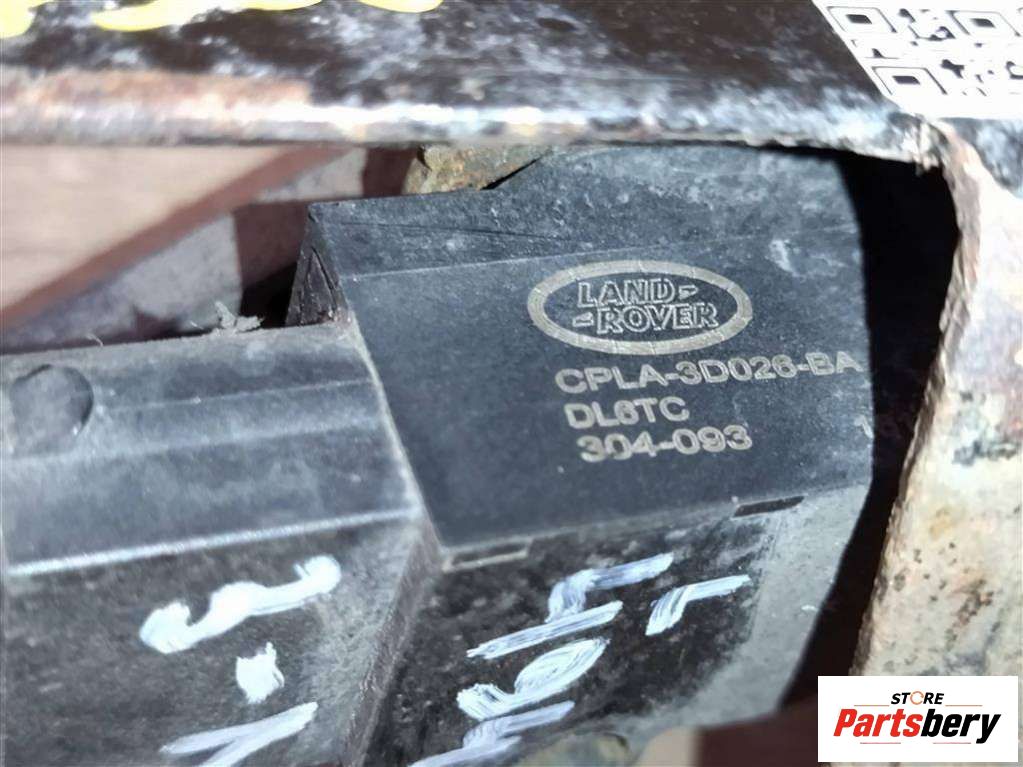 LAND-
-ROVER
CPLA-3D026-BA
DL6TC
304-093
STORE
Partsbery